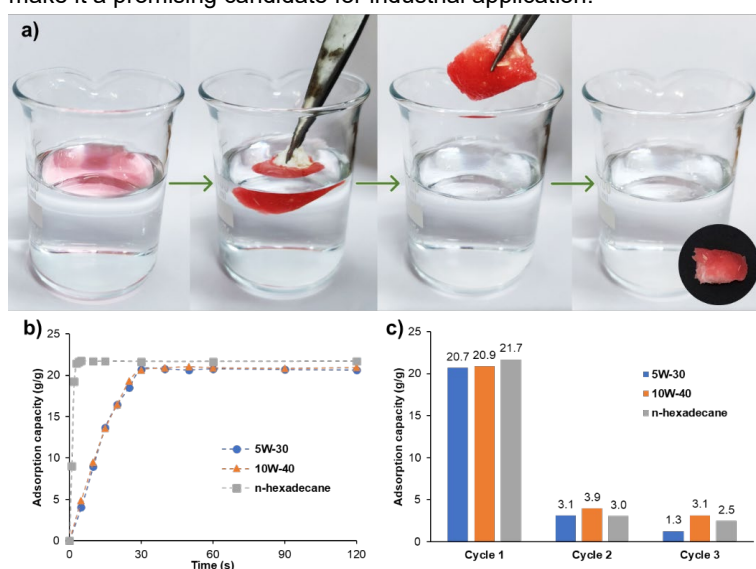 make it a promising candidate for industrial application.
a)
b)
25
20
15
10
5
0
Adsorption capacity (g/g)
5W-30
10W-40
n-hexadecane
0 30 60 90 120
Time (s)
c)
25
20
15
10
5
0
Adsorption capacity (g/g)
20.7 20.9 21.7
3.1 3.9 3.0
1.3 3.1 2.5
5W-30
10W-40
n-hexadecane
Cycle 1 Cycle 2 Cycle 3